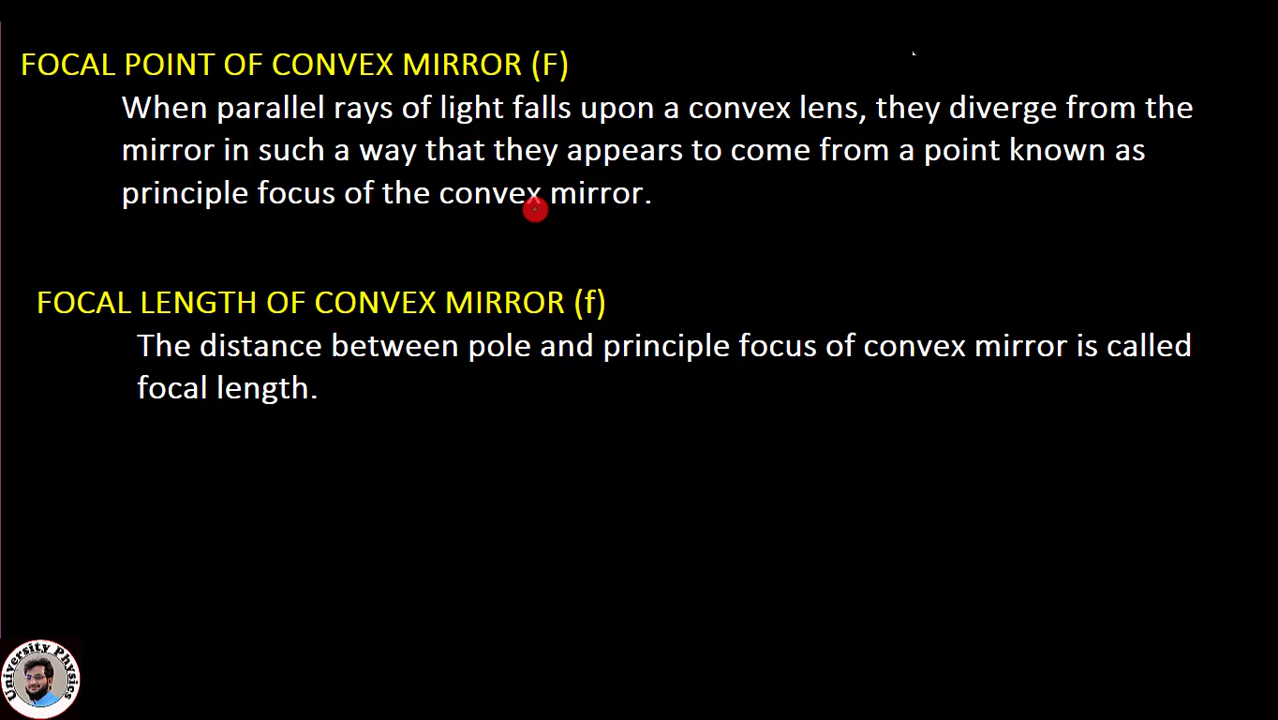 FOCAL POINT OF CONVEX MIRROR (F)
When parallel rays of light falls upon a convex lens, they diverge from the
mirror in such a way that they appears to come from a point known as
principle focus of the convex mirror.
FOCAL LENGTH OF CONVEX MIRROR (f)
The distance between pole and principle focus of convex mirror is called
focal length.
University Physics